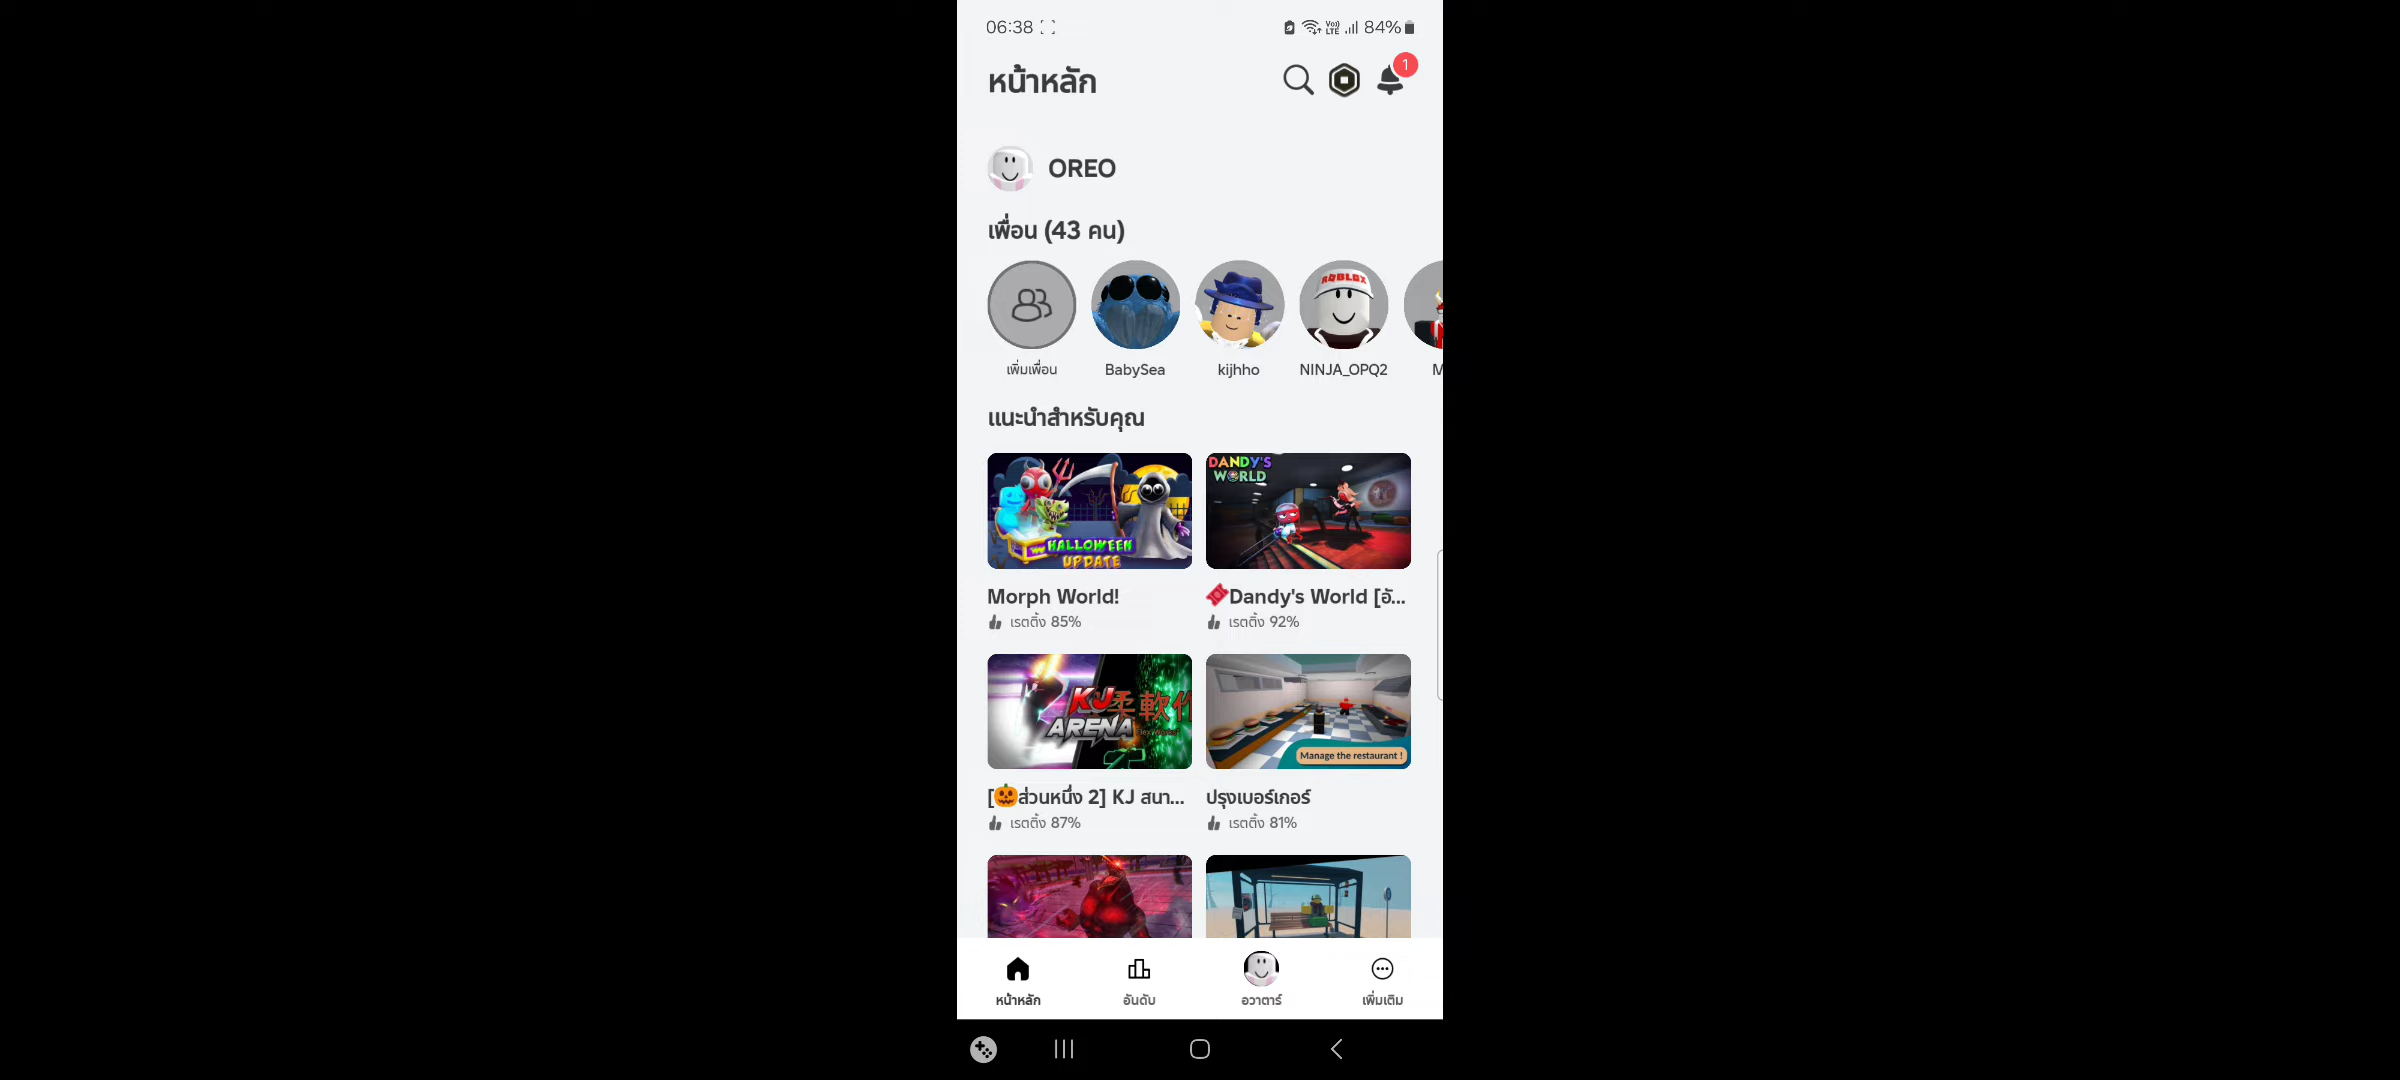 06:38
84%
หน้าหลัก
1
OREO
เพื่อน (43 คน)
ROBLOX
เพิ่มเพื่อน
BabySea
kijhho
NINJA_OPQ2
M
แนะนำสำหรับคุณ
HALLOWEEN
UPDATE
DANDY'S
WORLD
Morph World!
Dandy's World [อั...
เรตติ้ง 85%
เรตติ้ง 92%
KJ
ARENA
柔軟作
Manage the restaurant !
[🎃ส่วนหนึ่ง 2] KJ สนา...
ปรุงเบอร์เกอร์
เรตติ้ง 87%
เรตติ้ง 81%
หน้าหลัก
อันดับ
อวาตาร์
เพิ่มเติม